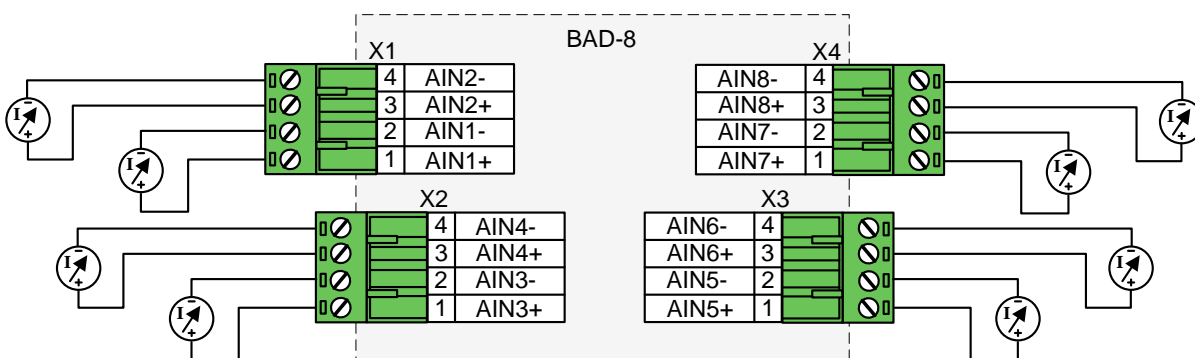 BAD-8
X1
4 AIN2-
3 AIN2+
2 AIN1-
1 AIN1+
X4
AIN8- 4
AIN8+ 3
AIN7- 2
AIN7+ 1
X2
4 AIN4-
3 AIN4+
2 AIN3-
1 AIN3+
X3
AIN6- 4
AIN6+ 3
AIN5- 2
AIN5+ 1
I - +
I - +
I - +
I - +
I - +
I - +
I - +
I - +